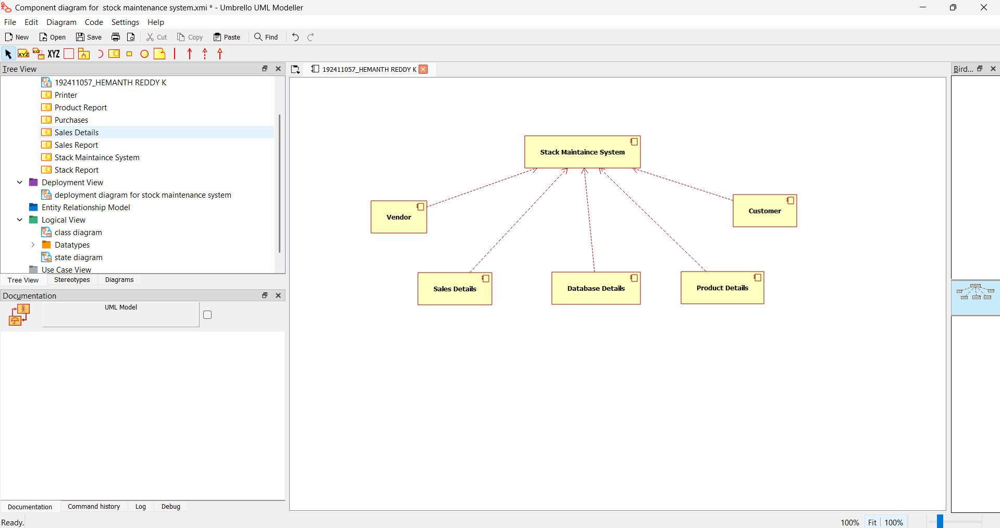 Component diagram for  stock maintenance system.xmi * - Umbrello UML Modeller
File Edit Diagram Code Settings Help
New Open Save Cut Copy Paste Find
XYZ XYZ XYZ
Tree View
192411057_HEMANTH REDDY K
Bird...
192411057_HEMANTH REDDY K
Printer
Product Report
Purchases
Sales Details
Sales Report
Stack Maintaince System
Stack Report
Deployment View
deployment diagram for stock maintenance system
Entity Relationship Model
Logical View
class diagram
Datatypes
state diagram
Use Case View
Tree View Stereotypes Diagrams
Documentation
UML Model
Stack Maintaince System
Vendor
Customer
Sales Details
Database Details
Product Details
Documentation Command history Log Debug
Ready.
100% Fit 100%